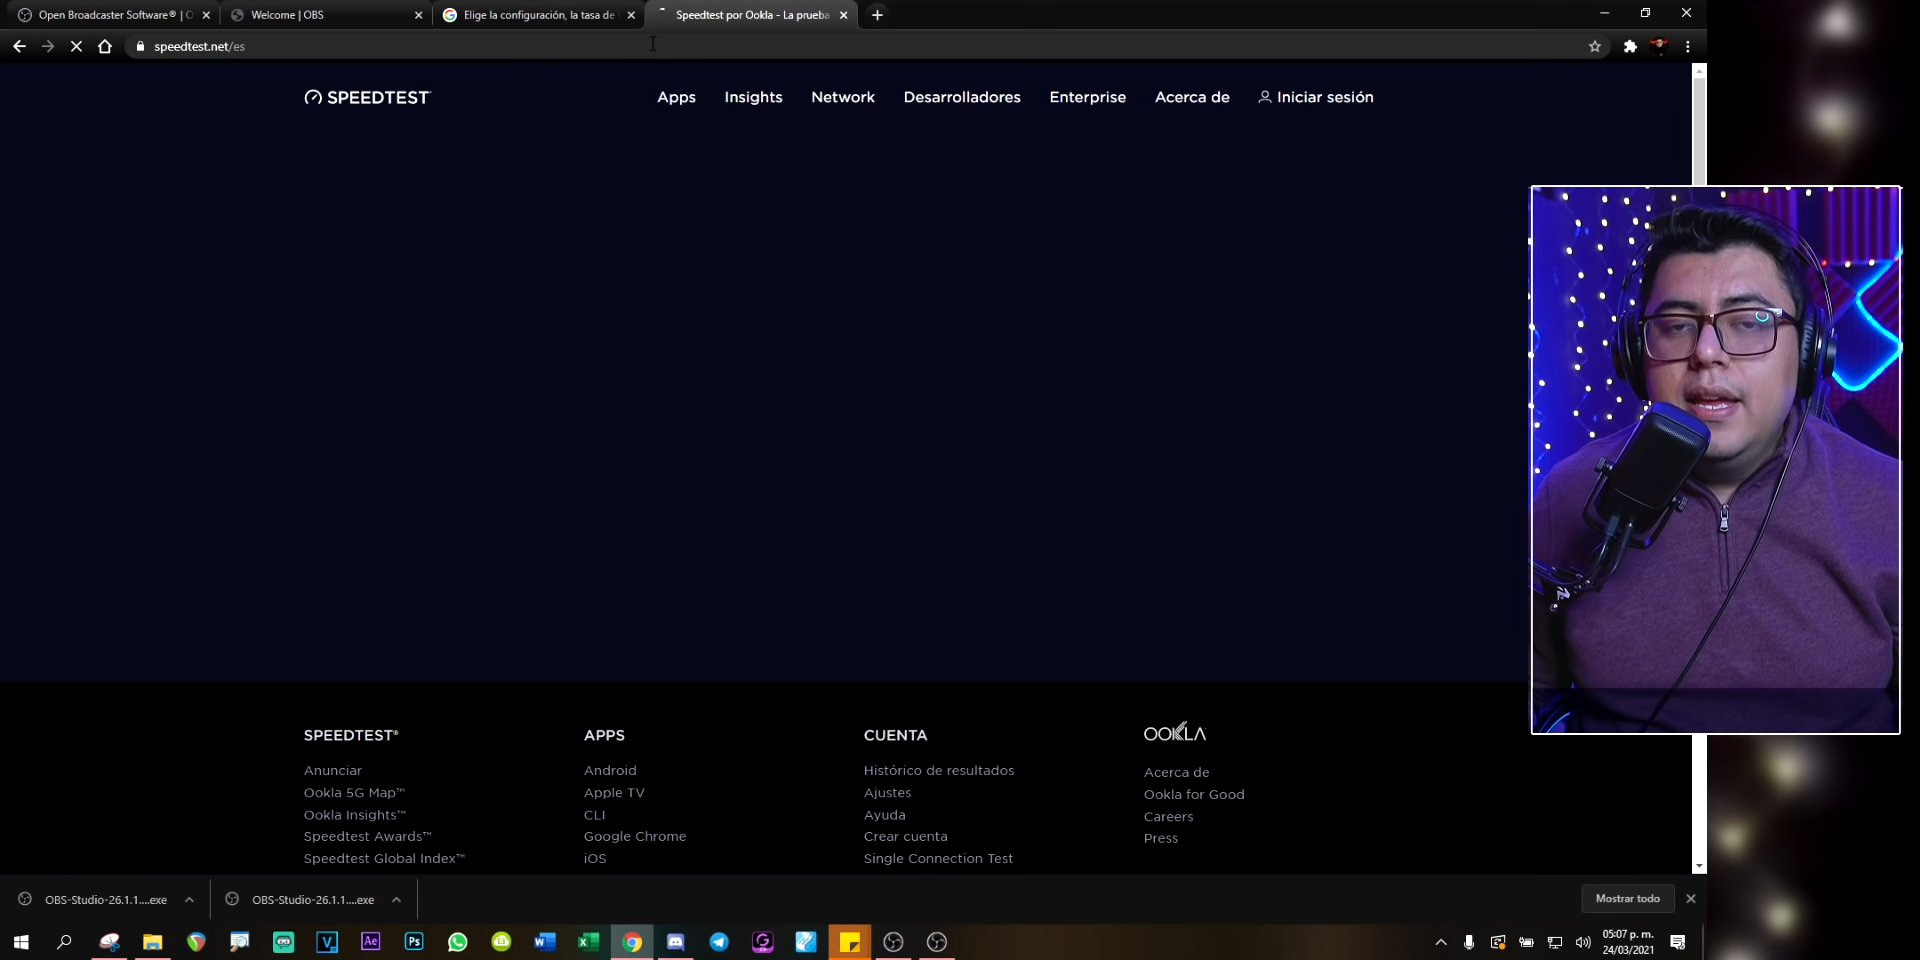 Open Broadcaster Software® | O
Welcome | OBS
Elige la configuración, la tasa de
Speedtest por Ookla - La prueba
speedtest.net/es
SPEEDTEST
Apps
Insights
Network
Desarrolladores
Enterprise
Acerca de
Iniciar sesión
SPEEDTEST®
Anunciar
Ookla 5G Map™
Ookla Insights™
Speedtest Awards™
Speedtest Global Index™
APPS
Android
Apple TV
CLI
Google Chrome
iOS
CUENTA
Histórico de resultados
Ajustes
Ayuda
Crear cuenta
Single Connection Test
OOKLA
Acerca de
Ookla for Good
Careers
Press
OBS-Studio-26.1.1....exe
OBS-Studio-26.1.1....exe
Mostrar todo
V
Ae
Ps
05:07 p. m.
24/03/2021